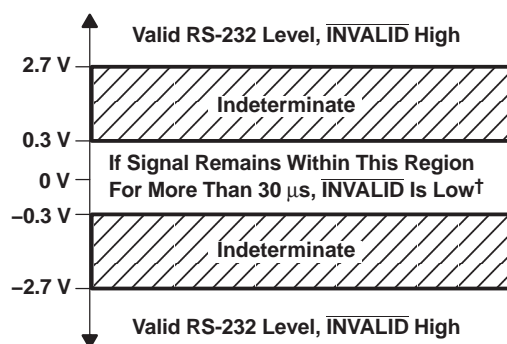 Valid RS-232 Level, INVALID High
2.7 V
Indeterminate
0.3 V
If Signal Remains Within This Region
0 V
For More Than 30 μs, INVALID Is Low†
–0.3 V
Indeterminate
–2.7 V
Valid RS-232 Level, INVALID High